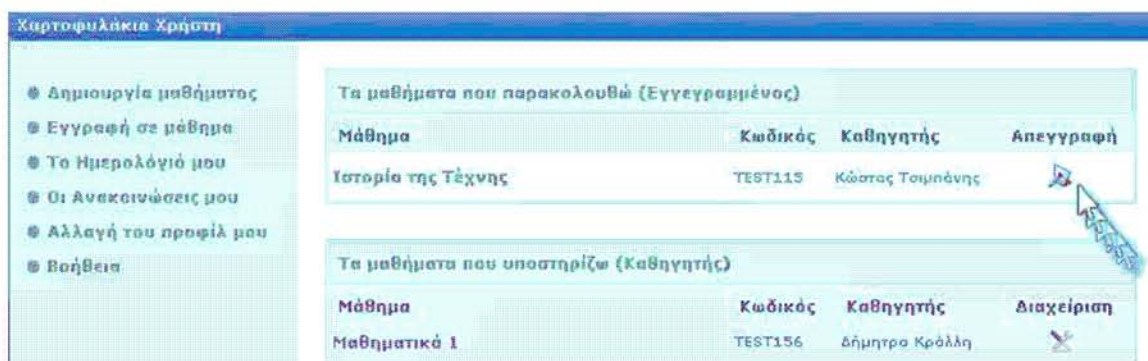 Χαρτοφυλάκιο Χρήστη
Δημιουργία μαθήματος
Εγγραφή σε μάθημα
Το Ημερολόγιό μου
Οι Ανακοινώσεις μου
Αλλαγή του προφίλ μου
Βοήθεια
Τα μαθήματα που παρακολουθώ (Εγγεγραμμένος)
Μάθημα Κωδικός Καθηγητής Απεγγραφή
Ιστορία της Τέχνης TEST115 Κώστας Τσιμπάνης
Τα μαθήματα που υποστηρίζω (Καθηγητής)
Μάθημα Κωδικός Καθηγητής Διαχείριση
Μαθηματικά 1 TEST156 Δήμητρα Κράλλη